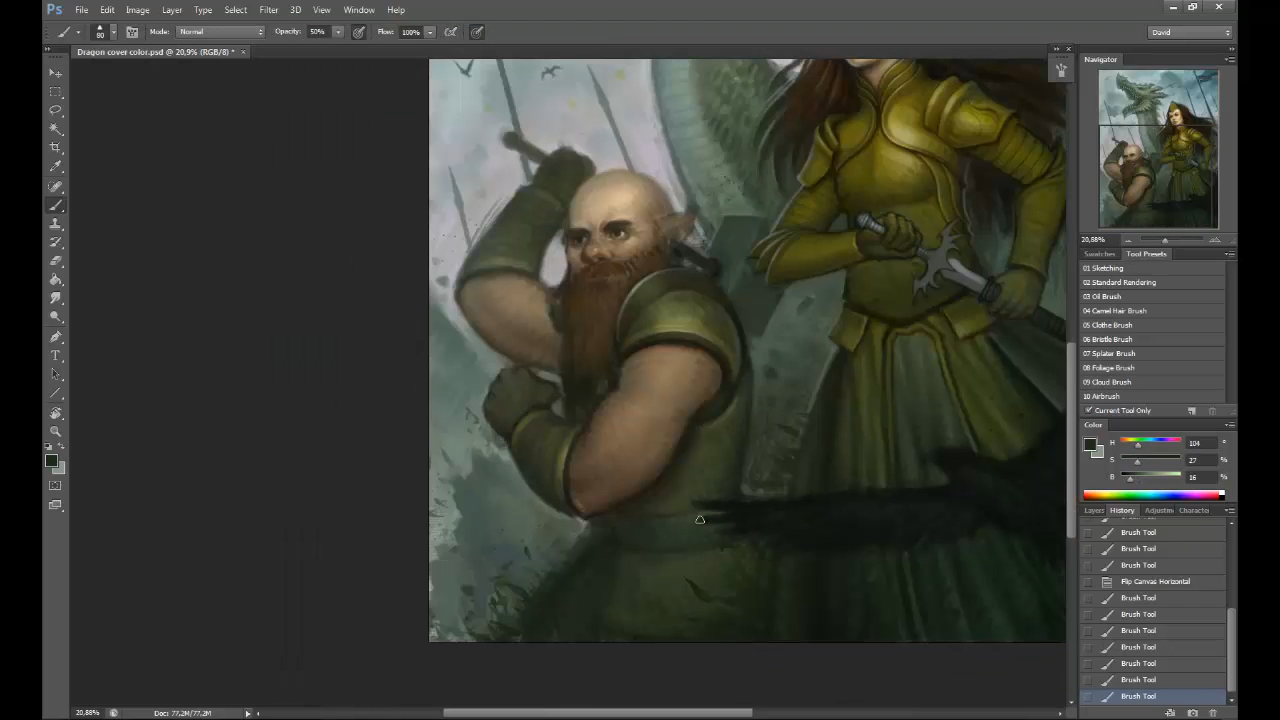 Ps File Edit Image Layer Type Select Filter 3D View Window Help
80 Mode: Normal Opacity: 50% Flow: 100% David
Dragon cover color.psd @ 20,9% (RGB/8) * ×
Navigator
20,88%
Swatches Tool Presets
01 Sketching
02 Standard Rendering
03 Oil Brush
04 Camel Hair Brush
05 Clothe Brush
06 Bristle Brush
07 Splater Brush
08 Foliage Brush
09 Cloud Brush
10 Airbrush
Current Tool Only
Color
H 104 °
S 27 %
B 16 %
Layers History Adjustm Characte
Brush Tool
Brush Tool
Brush Tool
Flip Canvas Horizontal
Brush Tool
Brush Tool
Brush Tool
Brush Tool
Brush Tool
Brush Tool
Brush Tool
20,88% Doc: 77,2M/77,2M